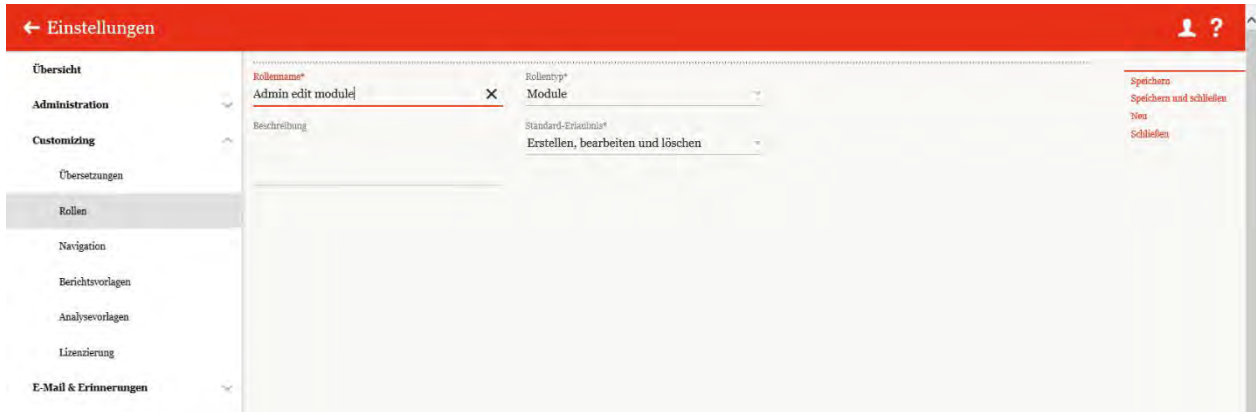 ← Einstellungen
?
Übersicht
Administration
Customizing
Übersetzungen
Rollen
Navigation
Berichtsvorlagen
Analysevorlagen
Lizenzierung
E-Mail & Erinnerungen
Rollenname*
Admin edit module
Beschreibung
Rollentyp*
Module
Standard-Erlaubnis*
Erstellen, bearbeiten und löschen
Speichern
Speichern und schließen
Neu
Schließen